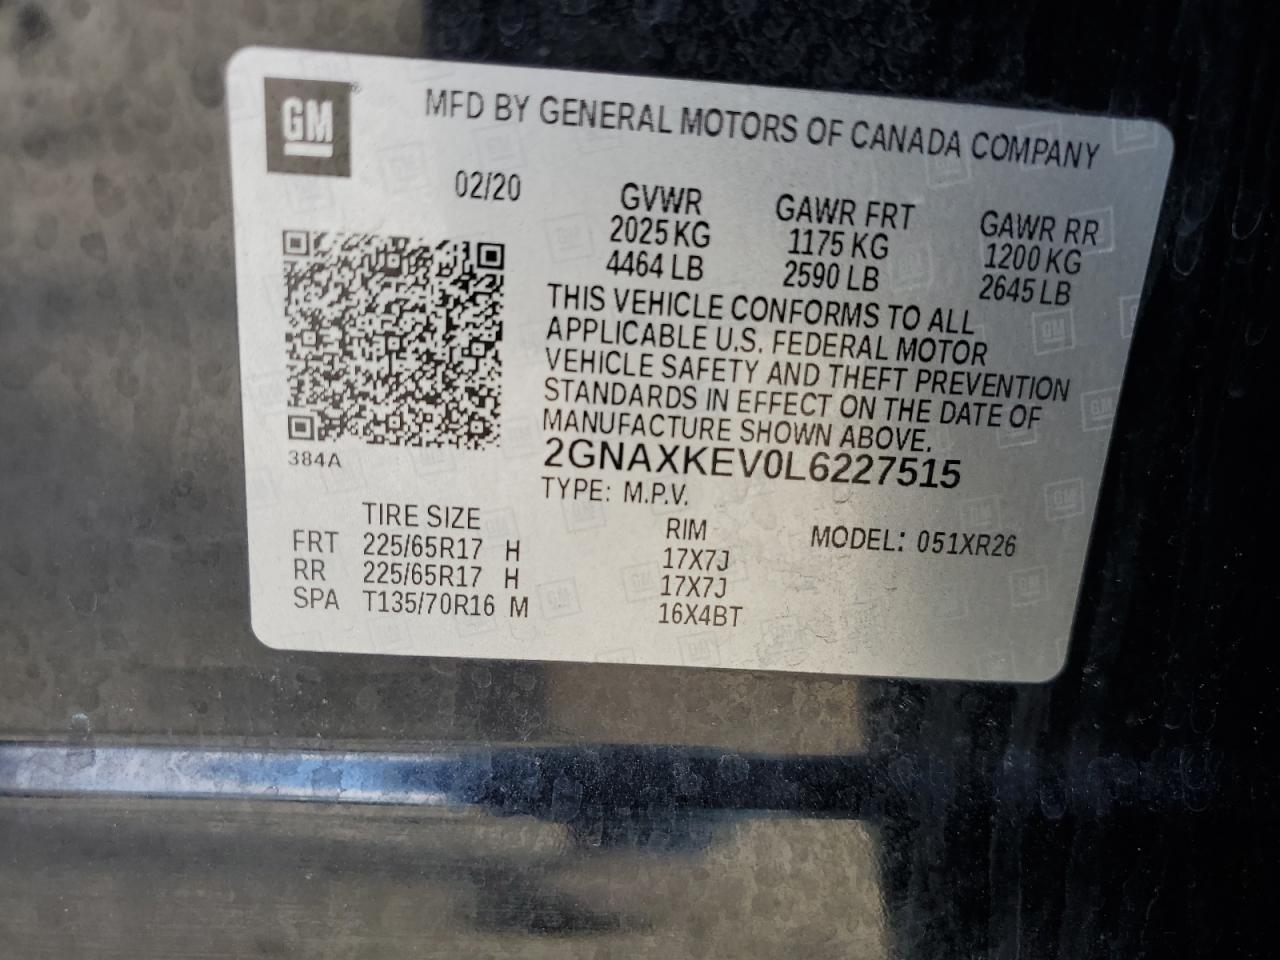 GM
MFD BY GENERAL MOTORS OF CANADA COMPANY
02/20
GVWR GAWR FRT GAWR RR
2025 KG 1175 KG 1200 KG
4464 LB 2590 LB 2645 LB
THIS VEHICLE CONFORMS TO ALL
APPLICABLE U.S. FEDERAL MOTOR
VEHICLE SAFETY AND THEFT PREVENTION
STANDARDS IN EFFECT ON THE DATE OF
MANUFACTURE SHOWN ABOVE.
384A
2GNAXKEV0L6227515
TYPE: M.P.V.
TIRE SIZE RIM MODEL: 051XR26
FRT 225/65R17 H 17X7J
RR 225/65R17 H 17X7J
SPA T135/70R16 M 16X4BT